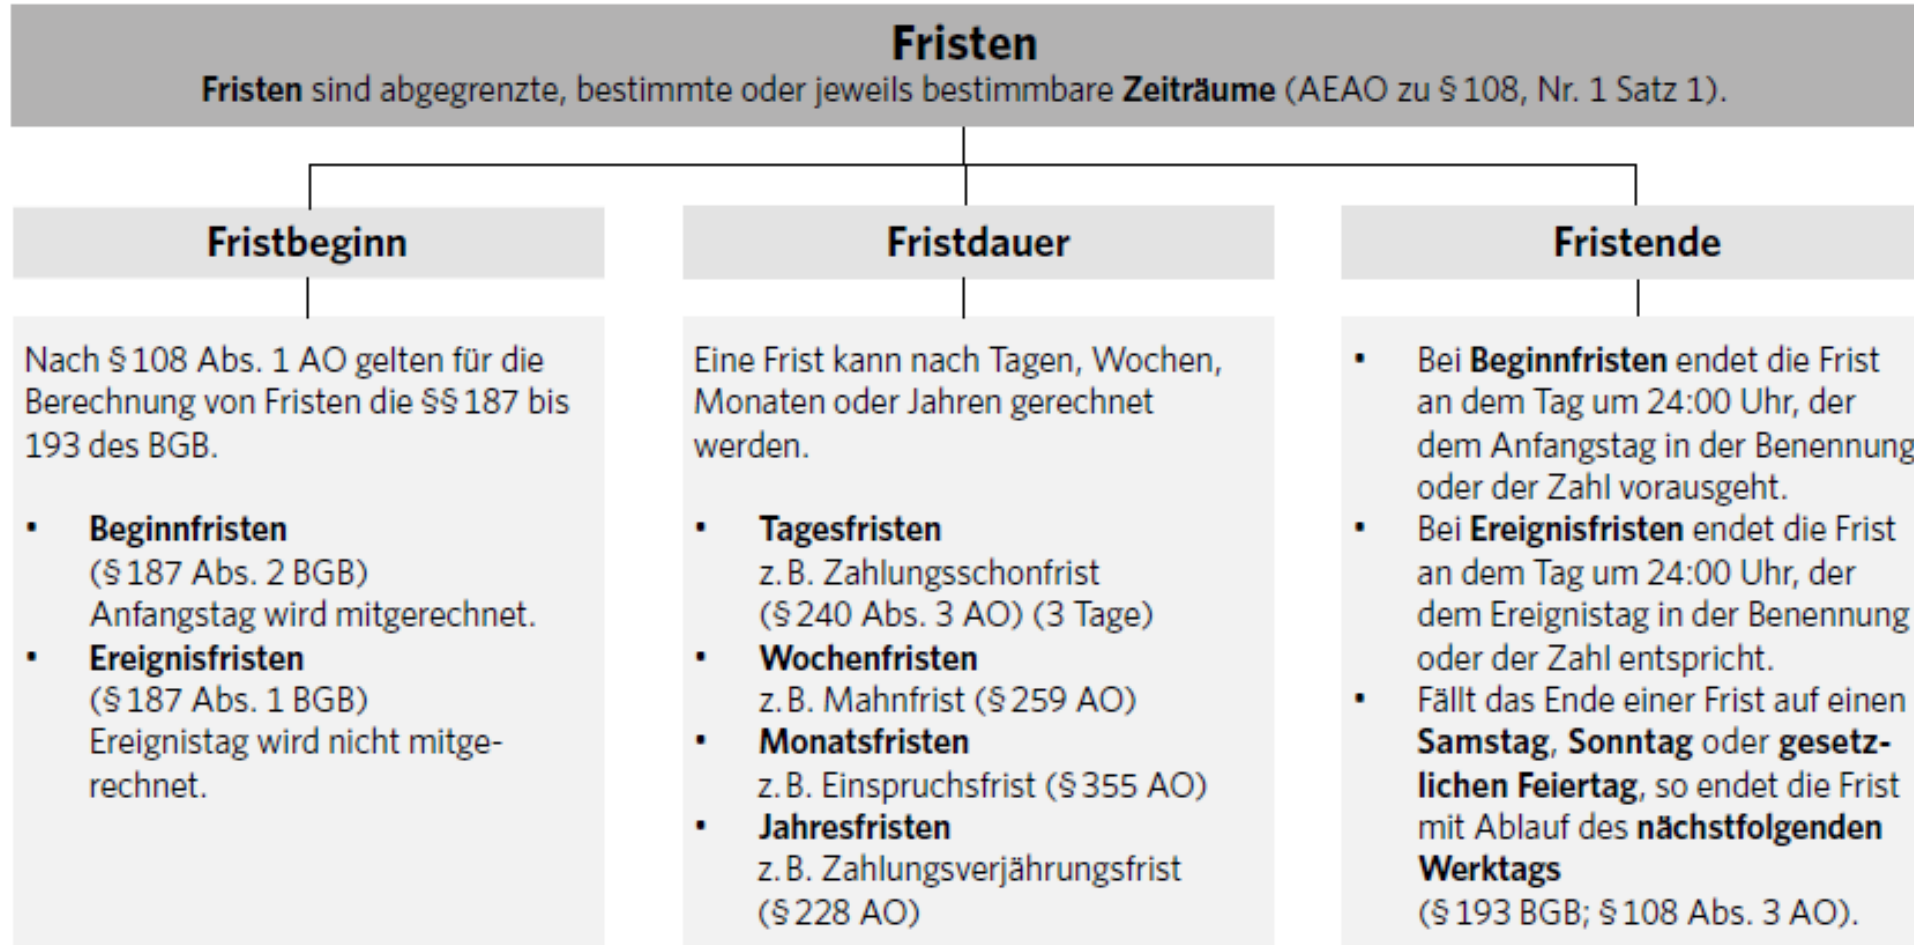 Fristen
Fristen sind abgegrenzte, bestimmte oder jeweils bestimmbare Zeiträume (AEAO zu § 108, Nr. 1 Satz 1).
Fristbeginn
Nach § 108 Abs. 1 AO gelten für die
Berechnung von Fristen die §§ 187 bis
193 des BGB.
• Beginnfristen
(§ 187 Abs. 2 BGB)
Anfangstag wird mitgerechnet.
• Ereignisfristen
(§ 187 Abs. 1 BGB)
Ereignistag wird nicht mitge-
rechnet.
Fristdauer
Eine Frist kann nach Tagen, Wochen,
Monaten oder Jahren gerechnet
werden.
• Tagesfristen
z. B. Zahlungsschonfrist
(§ 240 Abs. 3 AO) (3 Tage)
• Wochenfristen
z. B. Mahnfrist (§ 259 AO)
• Monatsfristen
z. B. Einspruchsfrist (§ 355 AO)
• Jahresfristen
z. B. Zahlungsverjährungsfrist
(§ 228 AO)
Fristende
• Bei Beginnfristen endet die Frist
an dem Tag um 24:00 Uhr, der
dem Anfangstag in der Benennung
oder der Zahl vorausgeht.
• Bei Ereignisfristen endet die Frist
an dem Tag um 24:00 Uhr, der
dem Ereignistag in der Benennung
oder der Zahl entspricht.
• Fällt das Ende einer Frist auf einen
Samstag, Sonntag oder gesetz-
lichen Feiertag, so endet die Frist
mit Ablauf des nächstfolgenden
Werktags
(§ 193 BGB; § 108 Abs. 3 AO).